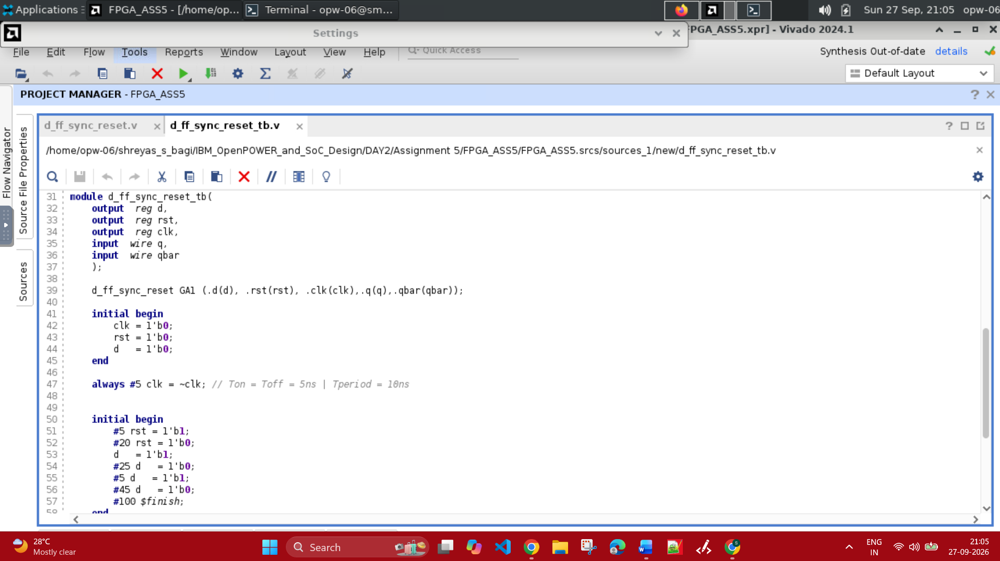 Applications
FPGA_ASS5 - [/home/op...
Terminal - opw-06@sm...
Sun 27 Sep, 21:05 opw-06
Settings
PGA_ASS5.xpr] - Vivado 2024.1
File Edit Flow Tools Reports Window Layout View Help
Quick Access
Synthesis Out-of-date details
Default Layout
PROJECT MANAGER - FPGA_ASS5
Flow Navigator
Source File Properties
Sources
d_ff_sync_reset.v
d_ff_sync_reset_tb.v
/home/opw-06/shreyas_s_bagi/IBM_OpenPOWER_and_SoC_Design/DAY2/Assignment 5/FPGA_ASS5/FPGA_ASS5.srcs/sources_1/new/d_ff_sync_reset_tb.v
31 module d_ff_sync_reset_tb(
32 output reg d,
33 output reg rst,
34 output reg clk,
35 input wire q,
36 input wire qbar
37 );
38
39 d_ff_sync_reset GA1 (.d(d), .rst(rst), .clk(clk),.q(q),.qbar(qbar));
40
41 initial begin
42 clk = 1'b0;
43 rst = 1'b0;
44 d = 1'b0;
45 end
46
47 always #5 clk = ~clk; // Ton = Toff = 5ns | Tperiod = 10ns
48
49
50 initial begin
51 #5 rst = 1'b1;
52 #20 rst = 1'b0;
53 d = 1'b1;
54 #25 d = 1'b0;
55 #5 d = 1'b1;
56 #45 d = 1'b0;
57 #100 $finish;
58 end
28°C
Mostly clear
Search
ENG
IN
21:05
27-09-2026